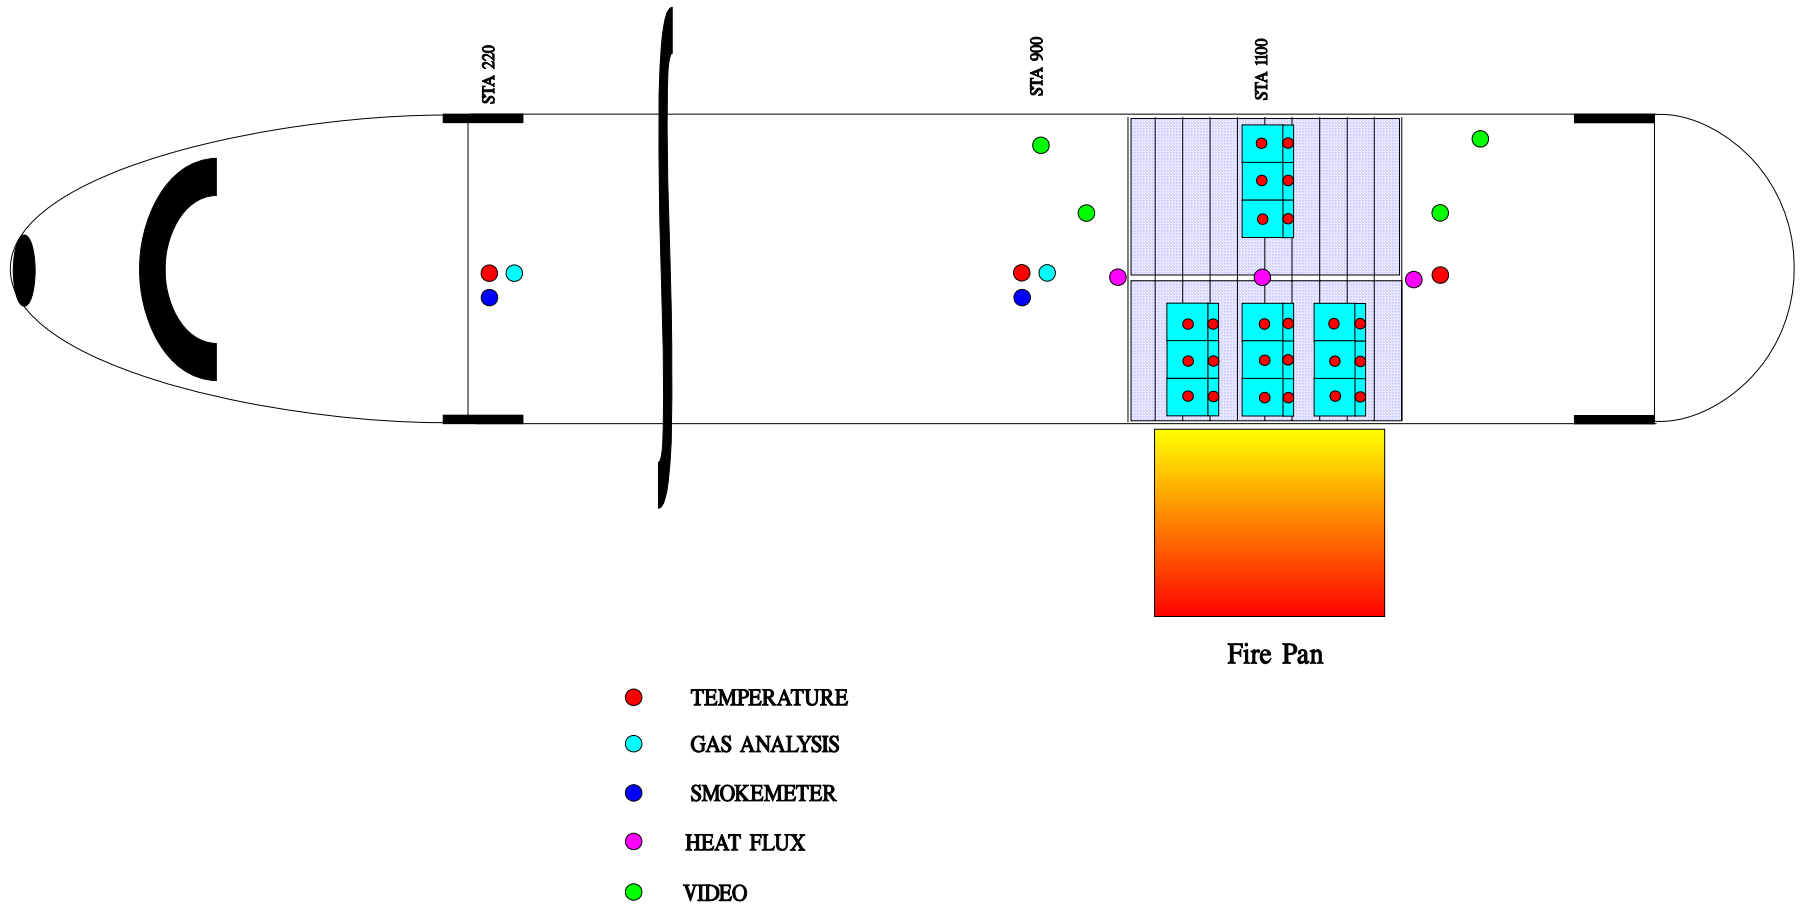 STA 220
STA 900
STA 1100
Fire Pan
TEMPERATURE
GAS ANALYSIS
SMOKEMETER
HEAT FLUX
VIDEO